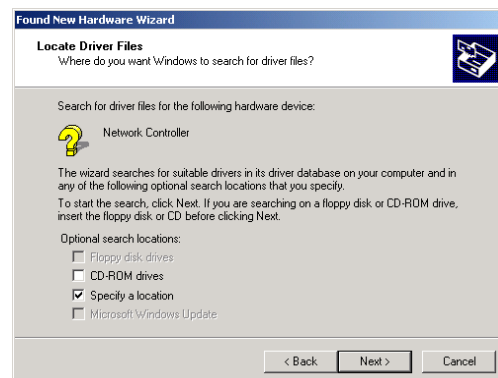 Found New Hardware Wizard
Locate Driver Files
Where do you want Windows to search for driver files?
Search for driver files for the following hardware device:
Network Controller
The wizard searches for suitable drivers in its driver database on your computer and in
any of the following optional search locations that you specify.
To start the search, click Next. If you are searching on a floppy disk or CD-ROM drive,
insert the floppy disk or CD before clicking Next.
Optional search locations:
Floppy disk drives
CD-ROM drives
Specify a location
Microsoft Windows Update
< Back
Next >
Cancel